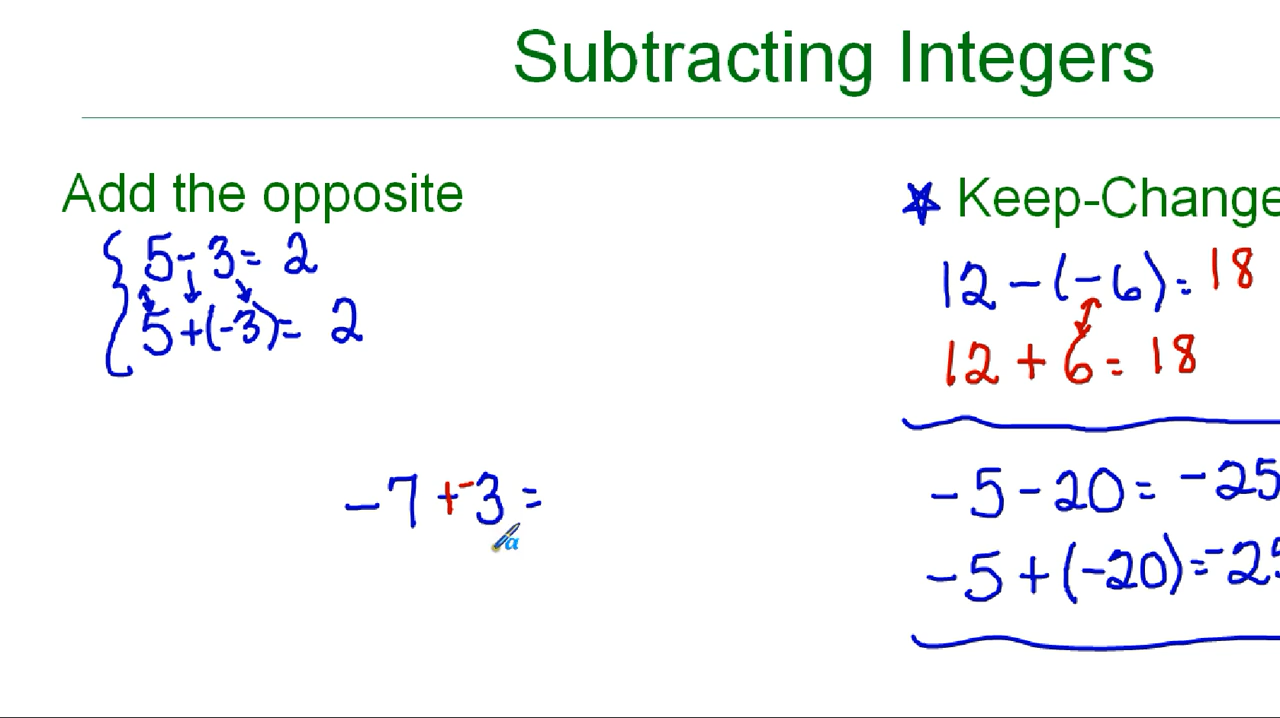 Subtracting Integers
Add the opposite
5-3= 2
5+(-3)= 2
-7 +-3 =
Keep-Change
12-(-6)=18
12+6=18
-5-20=-25
-5+(-20)=-25